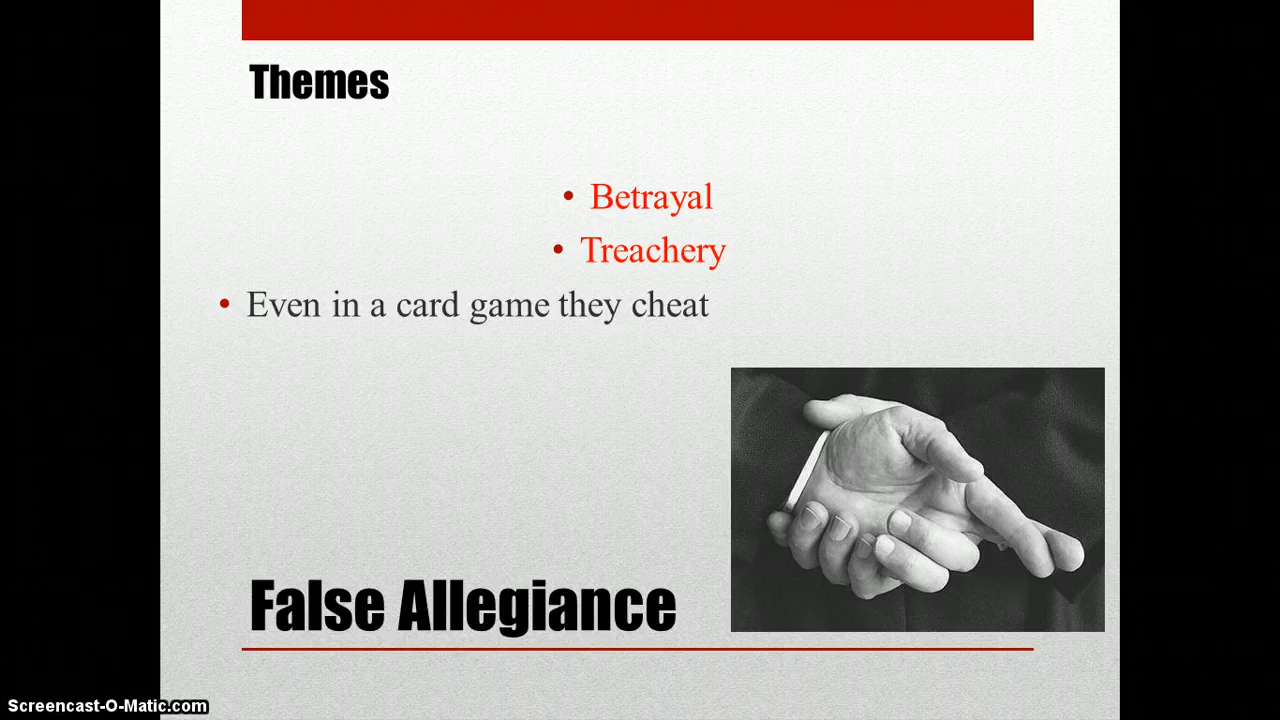 Themes
• Betrayal
• Treachery
• Even in a card game they cheat
False Allegiance
Screencast-O-Matic.com